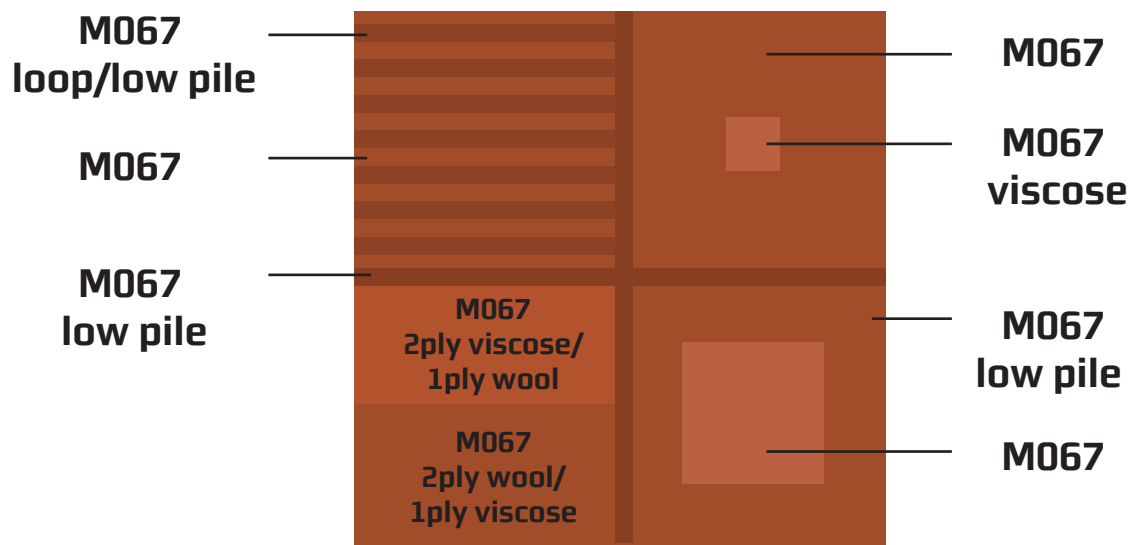 M067
loop/low pile
M067
M067
low pile
M067
2ply viscose/
1ply wool
M067
2ply wool/
1ply viscose
M067
M067
viscose
M067
low pile
M067